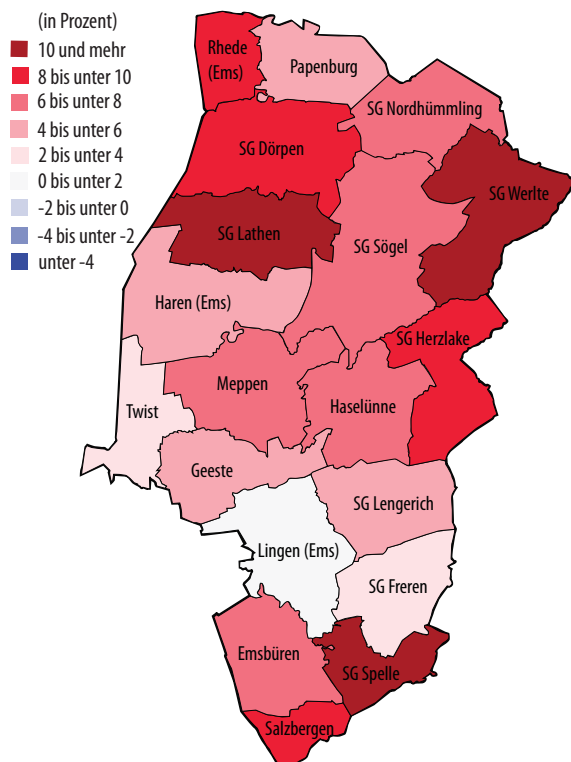 (in Prozent)
10 und mehr
8 bis unter 10
6 bis unter 8
4 bis unter 6
2 bis unter 4
0 bis unter 2
-2 bis unter 0
-4 bis unter -2
unter -4
Rhede
(Ems)
Papenburg
SG Nordhümmling
SG Dörpen
SG Werlte
SG Lathen
SG Sögel
Haren (Ems)
SG Herzlake
Meppen
Haselünne
Twist
Geeste
SG Lengerich
Lingen (Ems)
SG Freren
Emsbüren
SG Spelle
Salzbergen